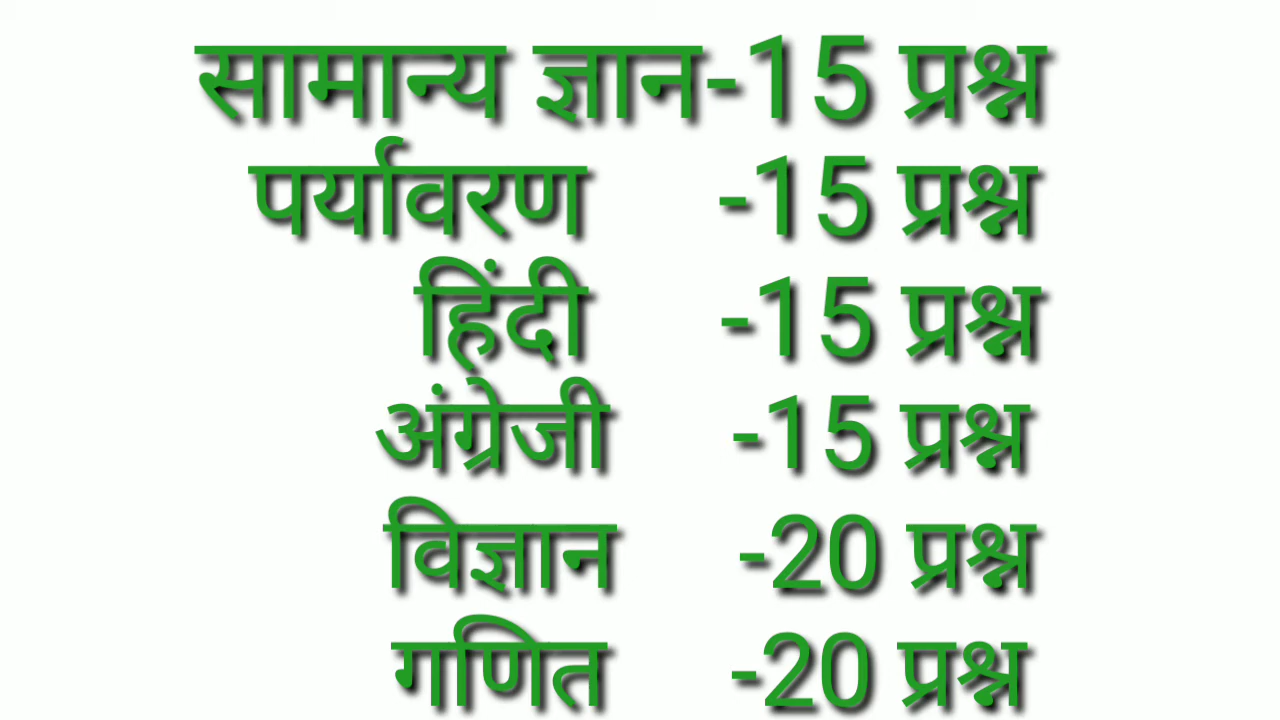 सामान्य ज्ञान-15 प्रश्न
पर्यावरण -15 प्रश्न
हिंदी -15 प्रश्न
अंग्रेजी -15 प्रश्न
विज्ञान -20 प्रश्न
गणित -20 प्रश्न